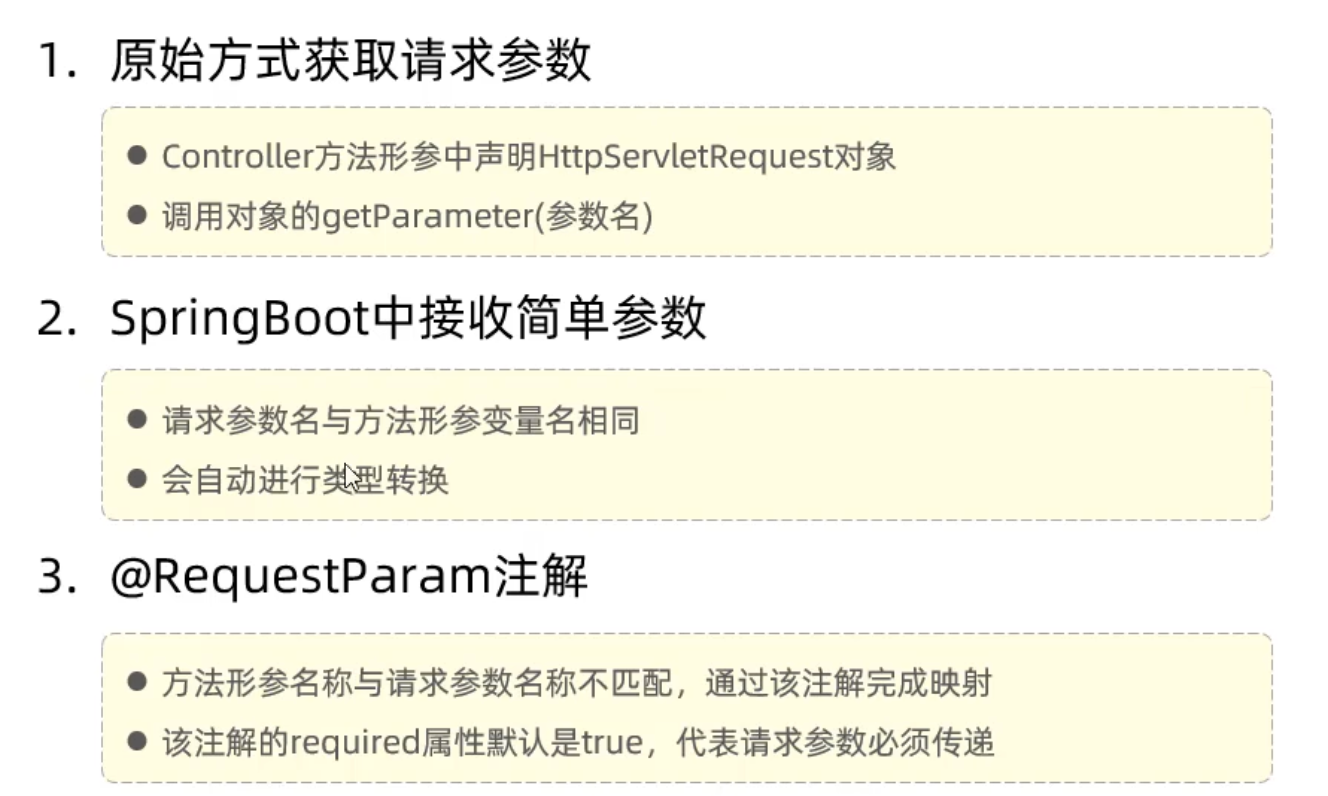 1. 原始方式获取请求参数
● Controller方法形参中声明HttpServletRequest对象
● 调用对象的getParameter(参数名)
2. SpringBoot中接收简单参数
● 请求参数名与方法形参变量名相同
● 会自动进行类型转换
3. @RequestParam注解
● 方法形参名称与请求参数名称不匹配，通过该注解完成映射
● 该注解的required属性默认是true，代表请求参数必须传递